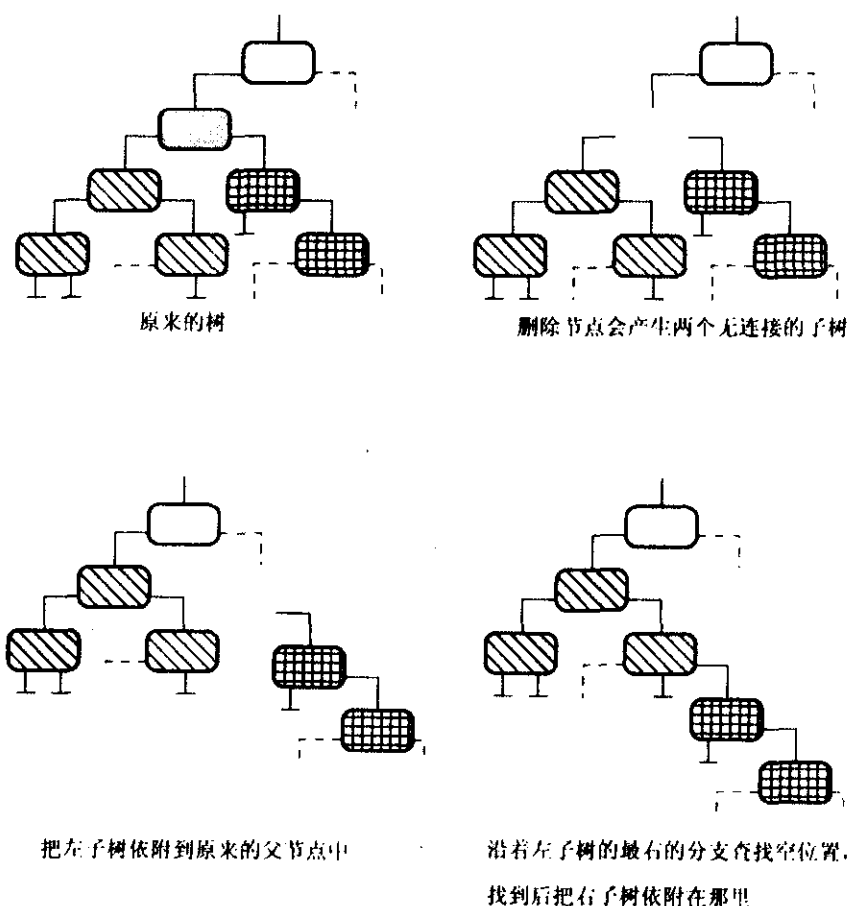 原来的树
删除节点会产生两个无连接的子树
把左子树依附到原来的父节点中
沿着左子树的最右的分支查找空位置，
找到后把右子树依附在那里